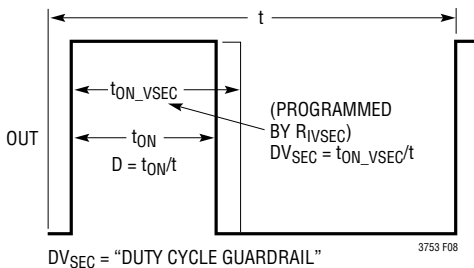 t
tON_VSEC
(PROGRAMMED
BY RIVSEC)
DVSEC = tON_VSEC/t
OUT
tON
D = tON/t
3753 F08
DVSEC = “DUTY CYCLE GUARDRAIL”